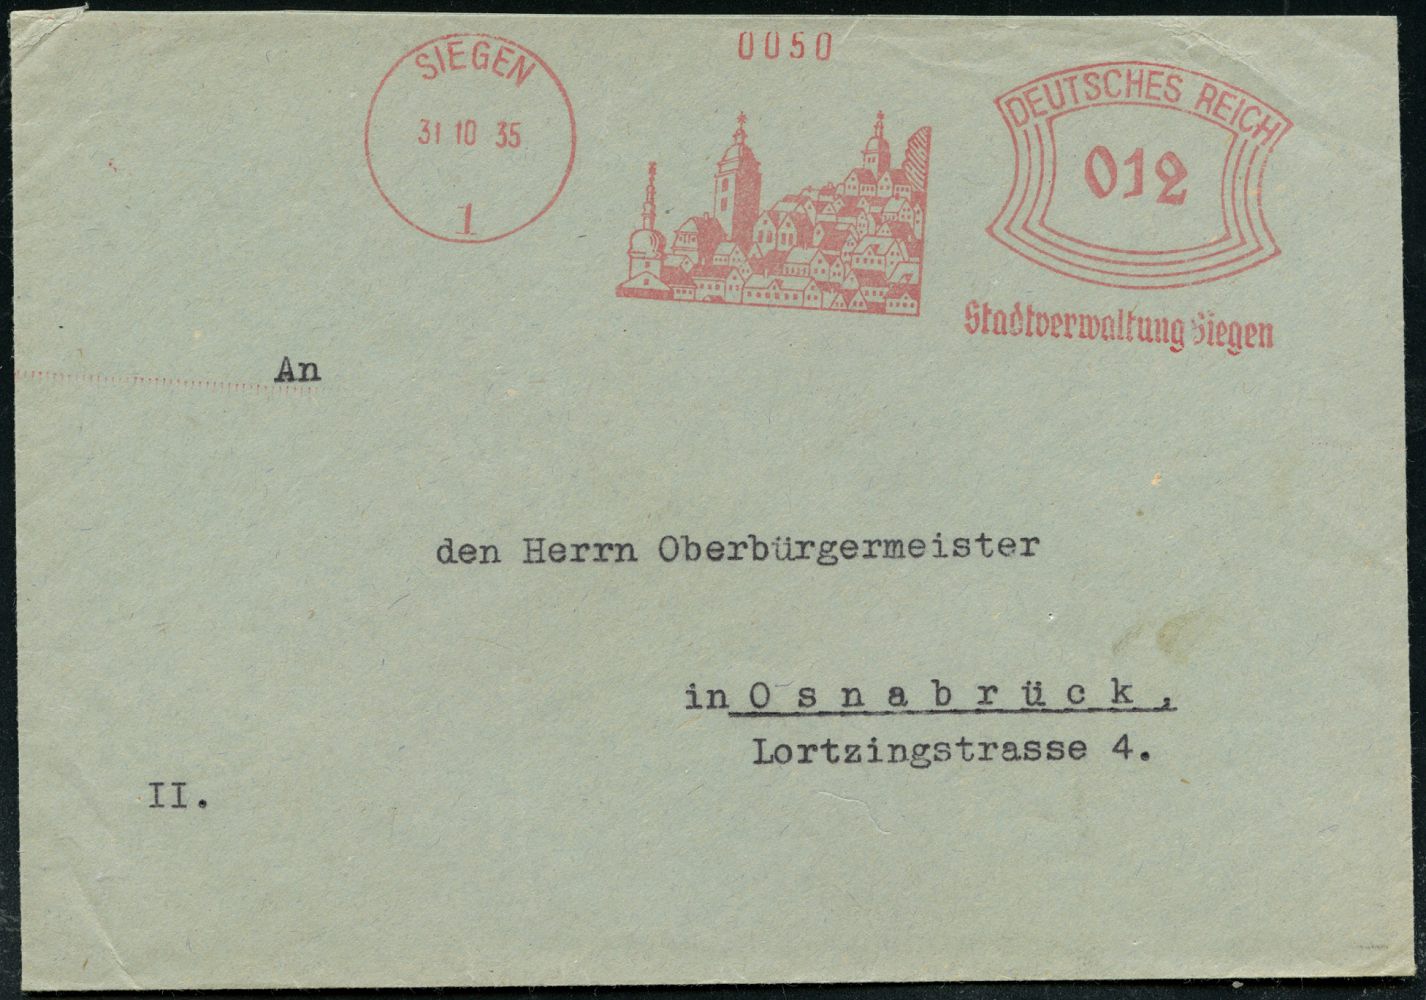 0050
SIEGEN
31 10 35
1
DEUTSCHES REICH
012
Stadtverwaltung Siegen
An
den Herrn Oberbürgermeister
in O s n a b r ü c k ,
Lortzingstrasse 4.
II.